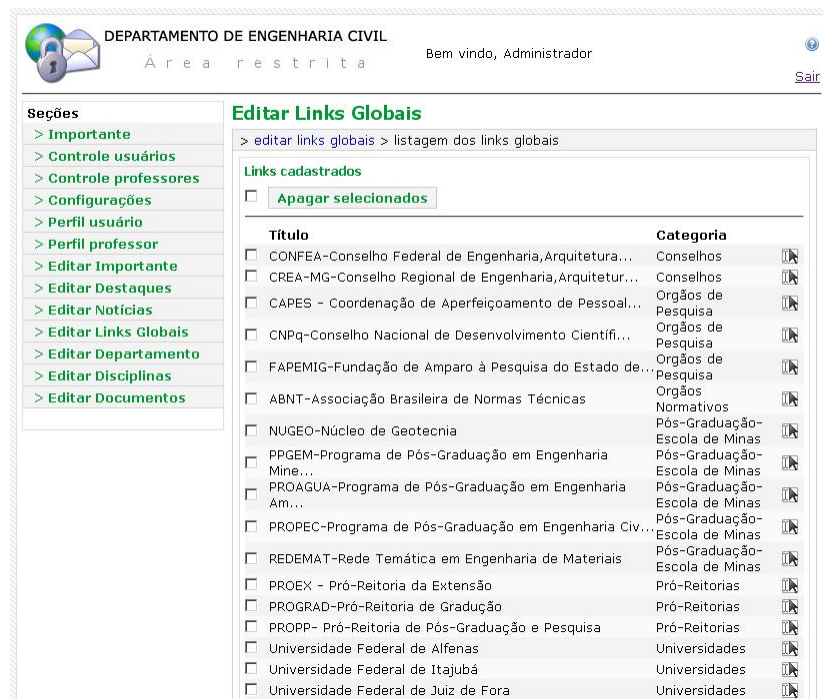 DEPARTAMENTO DE ENGENHARIA CIVIL
Área restrita
Bem vindo, Administrador
Sair
Seções
> Importante
> Controle usuários
> Controle professores
> Configurações
> Perfil usuário
> Perfil professor
> Editar Importante
> Editar Destaques
> Editar Notícias
> Editar Links Globais
> Editar Departamento
> Editar Disciplinas
> Editar Documentos
Editar Links Globais
> editar links globais > listagem dos links globais
Links cadastrados
Apagar selecionados
Título Categoria
CONFEA-Conselho Federal de Engenharia,Arquitetura... Conselhos
CREA-MG-Conselho Regional de Engenharia,Arquitetur... Conselhos
CAPES - Coordenação de Aperfeiçoamento de Pessoal... Orgãos de
Pesquisa
CNPq-Conselho Nacional de Desenvolvimento Científi... Orgãos de
Pesquisa
FAPEMIG-Fundação de Amparo à Pesquisa do Estado de... Orgãos de
Pesquisa
ABNT-Associação Brasileira de Normas Técnicas Orgãos
Normativos
NUGEO-Núcleo de Geotecnia Pós-Graduação-
Escola de Minas
PPGEM-Programa de Pós-Graduação em Engenharia Pós-Graduação-
Mine... Escola de Minas
PROAGUA-Programa de Pós-Graduação em Engenharia Pós-Graduação-
Am... Escola de Minas
PROPEC-Programa de Pós-Graduação em Engenharia Civ... Pós-Graduação-
Escola de Minas
REDEMAT-Rede Temática em Engenharia de Materiais Pós-Graduação-
Escola de Minas
PROEX - Pró-Reitoria da Extensão Pró-Reitorias
PROGRAD-Pró-Reitoria de Gradução Pró-Reitorias
PROPP- Pró-Reitoria de Pós-Graduação e Pesquisa Pró-Reitorias
Universidade Federal de Alfenas Universidades
Universidade Federal de Itajubá Universidades
Universidade Federal de Juiz de Fora Universidades